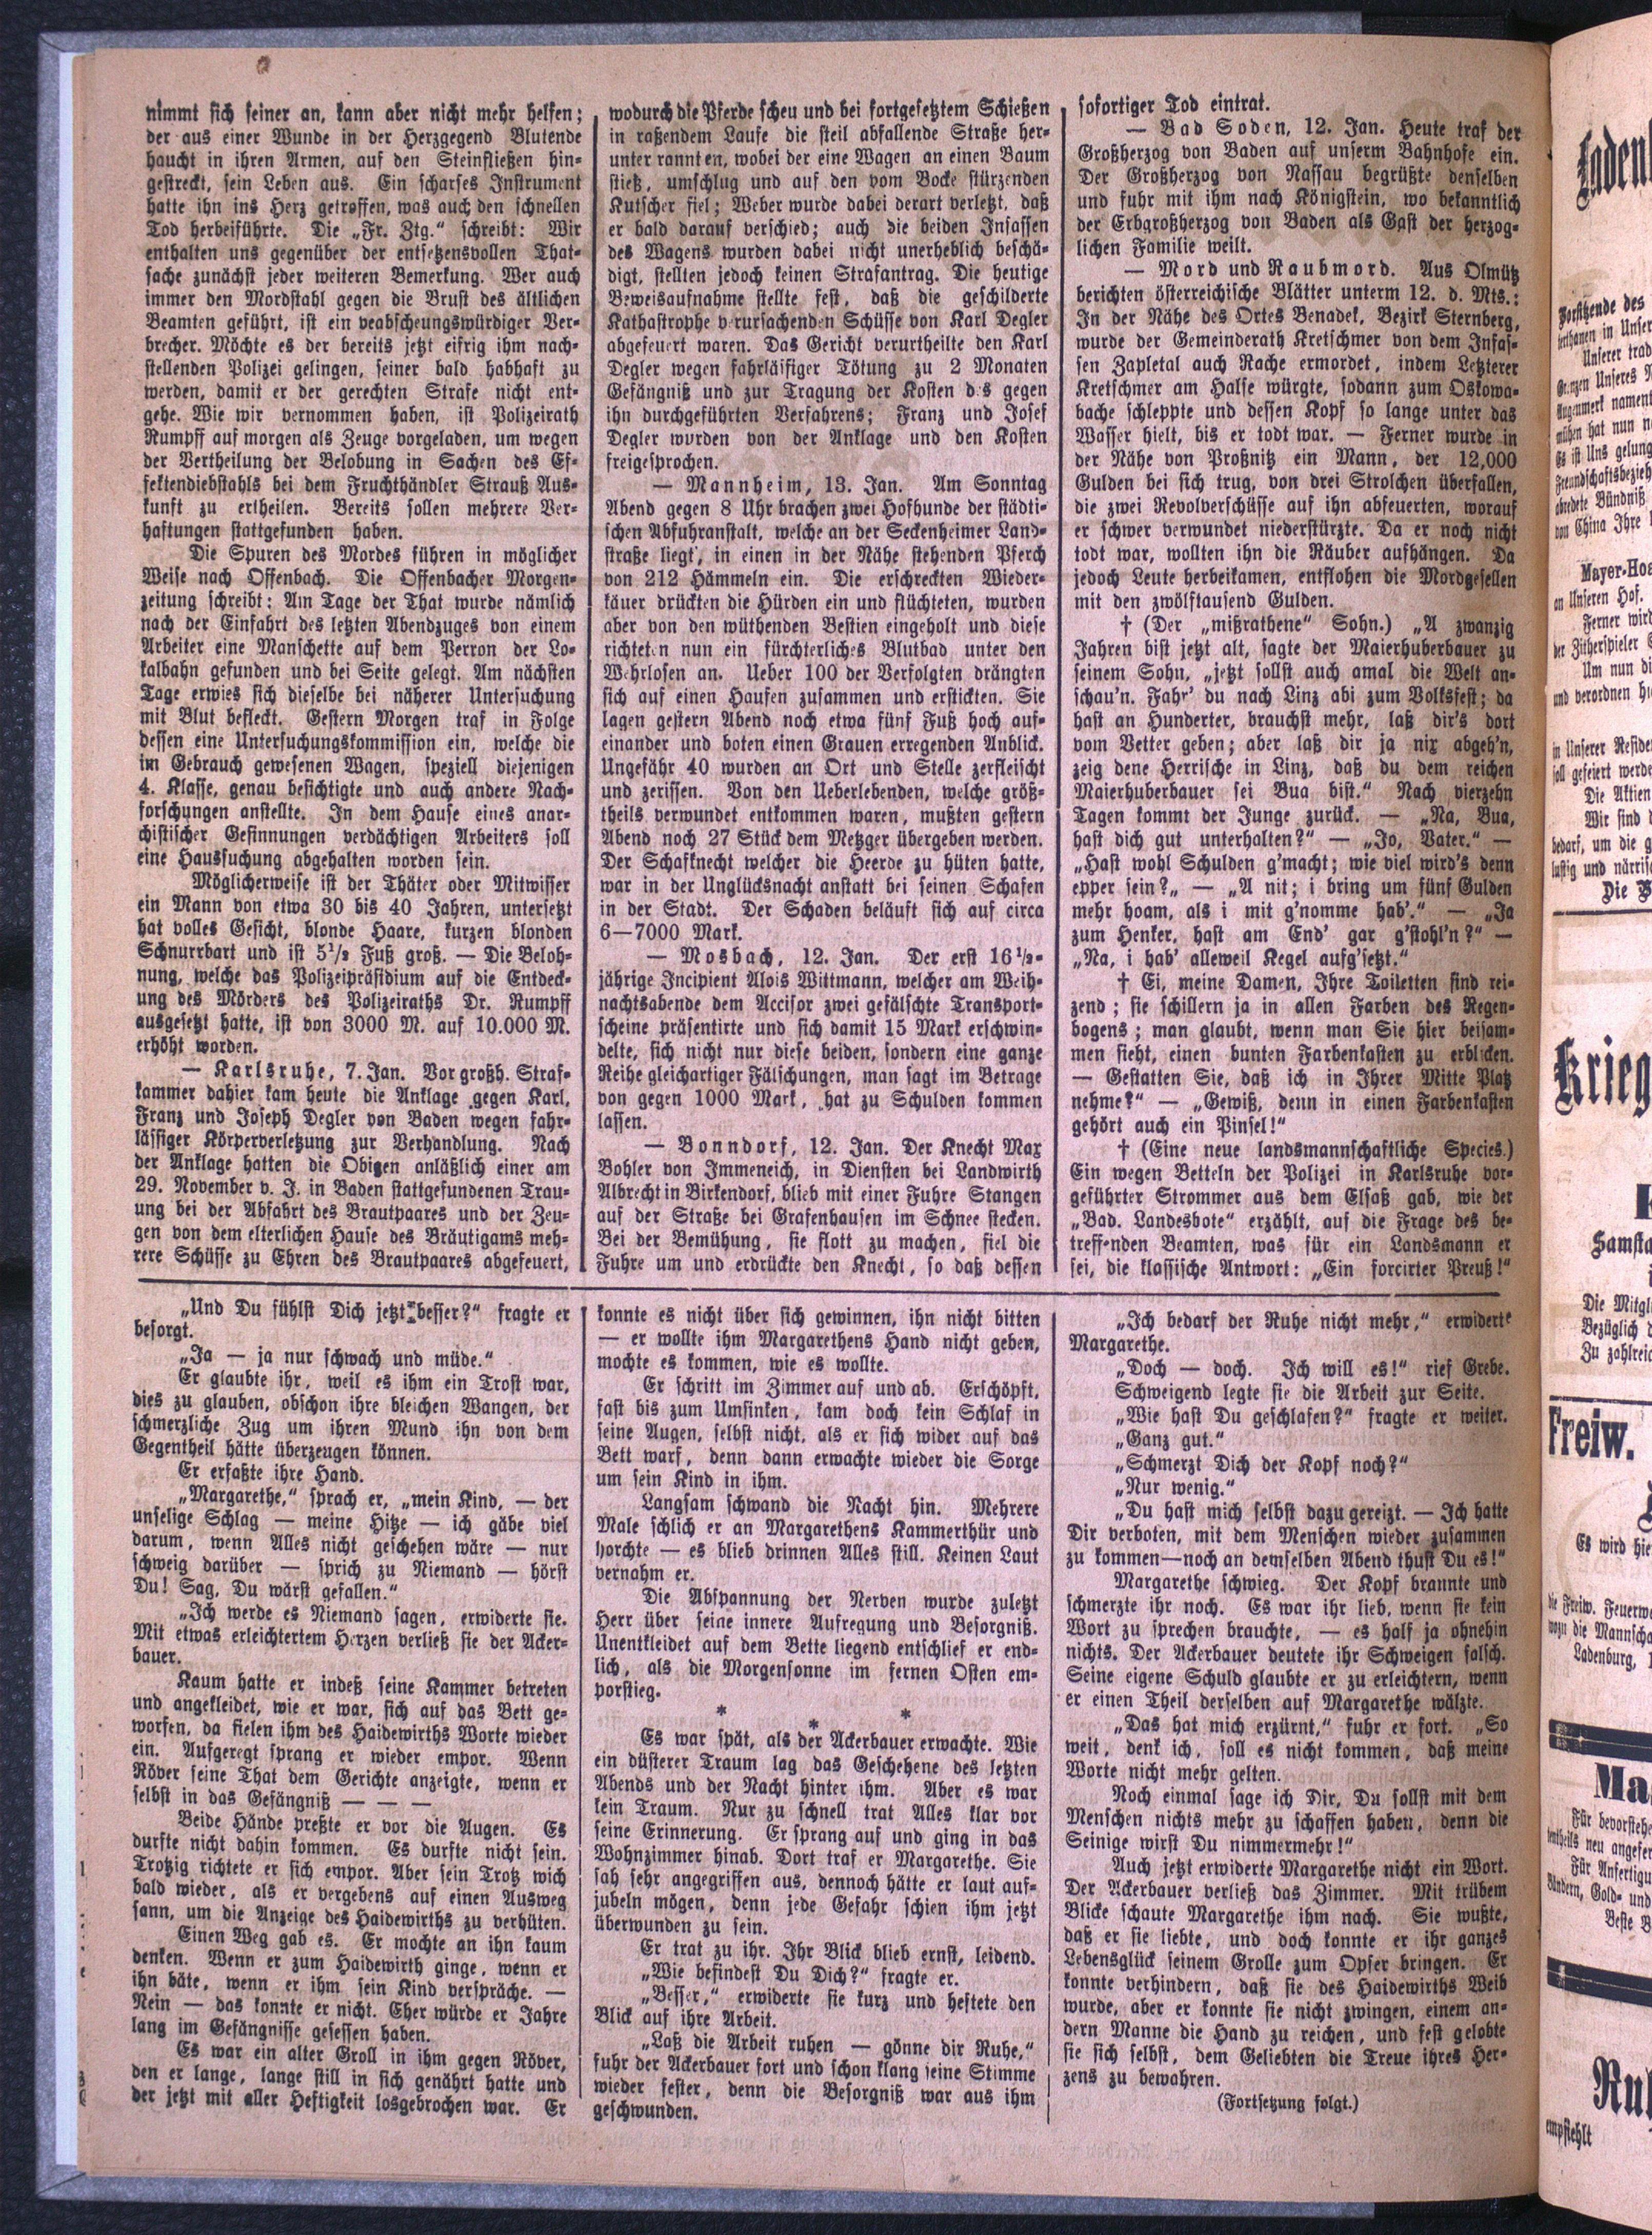 nimmt sich seiner an, kann aber nicht mehr helfen;
der aus einer Wunde in der Herzgegend Blutende
haucht in ihren Armen, auf den Steinfließen hin-
gestreckt, sein Leben aus. Ein scharfes Instrument
hatte ihn ins Herz getroffen, was auch den schnellen
Tod herbeiführte. Die „Fr. Ztg.“ schreibt: Wir
enthalten uns gegenüber der entsetzensvollen That-
sache zunächst jeder weiteren Bemerkung. Wer auch
immer den Mordstahl gegen die Brust des ältlichen
Beamten geführt, ist ein veabscheungswürdiger Ver-
brecher. Möchte es der bereits jetzt eifrig ihm nach-
stellenden Polizei gelingen, seiner bald habhaft zu
werden, damit er der gerechten Strafe nicht ent-
gehe. Wie wir vernommen haben, ist Polizeirath
Rumpff auf morgen als Zeuge vorgeladen, um wegen
der Vertheilung der Belobung in Sachen des Ef-
fektendiebstahls bei dem Fruchthändler Strauß Aus-
kunft zu ertheilen. Bereits sollen mehrere Ver-
haftungen stattgefunden haben.
Die Spuren des Mordes führen in möglicher
Weise nach Offenbach. Die Offenbacher Morgen-
zeitung schreibt: Am Tage der That wurde nämlich
nach der Einfahrt des letzten Abendzuges von einem
Arbeiter eine Manschette auf dem Perron der Lo-
kalbahn gefunden und bei Seite gelegt. Am nächsten
Tage erwies sich dieselbe bei näherer Untersuchung
mit Blut befleckt. Gestern Morgen traf in Folge
dessen eine Untersuchungskommission ein, welche die
im Gebrauch gewesenen Wagen, speziell diejenigen
4. Klasse, genau besichtigte und auch andere Nach-
forschungen anstellte. In dem Hause eines anar-
chistischer Gesinnungen verdächtigen Arbeiters soll
eine Haussuchung abgehalten worden sein.
Möglicherweise ist der Thäter oder Mitwisser
ein Mann von etwa 30 bis 40 Jahren, untersetzt
hat volles Gesicht, blonde Haare, kurzen blonden
Schnurrbart und ist 5½ Fuß groß. — Die Beloh-
nung, welche das Polizeipräsidium auf die Entdeck-
ung des Mörders des Polizeiraths Dr. Rumpff
ausgesetzt hatte, ist von 3000 M. auf 10.000 M.
erhöht worden.
— Karlsruhe, 7. Jan. Vor großh. Straf-
kammer dahier kam heute die Anklage gegen Karl,
Franz und Joseph Degler von Baden wegen fahr-
lässiger Körperverletzung zur Verhandlung. Nach
der Anklage hatten die Obigen anläßlich einer am
29. November v. J. in Baden stattgefundenen Trau-
ung bei der Abfahrt des Brautpaares und der Zeu-
gen von dem elterlichen Hause des Bräutigams meh-
rere Schüsse zu Ehren des Brautpaares abgefeuert,
wodurch die Pferde scheu und bei fortgesetztem Schießen
in raßendem Laufe die steil abfallende Straße her-
unter rannten, wobei der eine Wagen an einen Baum
stieß, umschlug und auf den vom Bocke stürzenden
Kutscher fiel; Weber wurde dabei derart verletzt, daß
er bald darauf verschied; auch die beiden Insassen
des Wagens wurden dabei nicht unerheblich beschä-
digt, stellten jedoch keinen Strafantrag. Die heutige
Beweisaufnahme stellte fest, daß die geschilderte
Kathastrophe verursachenden Schüsse von Karl Degler
abgefeuert waren. Das Gericht verurtheilte den Karl
Degler wegen fahrläisiger Tötung zu 2 Monaten
Gefängniß und zur Tragung der Kosten des gegen
ihn durchgeführten Verfahrens; Franz und Josef
Degler wurden von der Anklage und den Kosten
freigesprochen.
— Mannheim, 13. Jan. Am Sonntag
Abend gegen 8 Uhr brachen zwei Hofhunde der städti-
schen Abfuhranstalt, welche an der Seckenheimer Land-
straße liegt, in einen in der Nähe stehenden Pferch
von 212 Hämmeln ein. Die erschreckten Wieder-
käuer drückten die Hürden ein und flüchteten, wurden
aber von den wüthenden Bestien eingeholt und diese
richteten nun ein fürchterliches Blutbad unter den
Wehrlosen an. Ueber 100 der Verfolgten drängten
sich auf einen Haufen zusammen und erstickten. Sie
lagen gestern Abend noch etwa fünf Fuß hoch auf-
einander und boten einen Grauen erregenden Anblick.
Ungefähr 40 wurden an Ort und Stelle zerfleischt
und zerissen. Von den Ueberlebenden, welche größ-
theils verwundet entkommen waren, mußten gestern
Abend noch 27 Stück dem Metzger übergeben werden.
Der Schafknecht welcher die Heerde zu hüten hatte,
war in der Unglücksnacht anstatt bei seinen Schafen
in der Stadt. Der Schaden beläuft sich auf circa
6—7000 Mark.
— Mosbach, 12. Jan. Der erst 16½-
jährige Incipient Alois Wittmann, welcher am Weih-
nachtsabende dem Accisor zwei gefälschte Transport-
scheine präsentirte und sich damit 15 Mark erschwin-
delte, sich nicht nur diese beiden, sondern eine ganze
Reihe gleichartiger Fälschungen, man sagt im Betrage
von gegen 1000 Mark, hat zu Schulden kommen
lassen.
— Bonndorf, 12. Jan. Der Knecht Max
Bohler von Immeneich, in Diensten bei Landwirth
Albrecht in Birkendorf, blieb mit einer Fuhre Stangen
auf der Straße bei Grafenhausen im Schnee stecken.
Bei der Bemühung, sie flott zu machen, fiel die
Fuhre um und erdrückte den Knecht, so daß dessen
sofortiger Tod eintrat.
— Bad Soden, 12. Jan. Heute traf der
Großherzog von Baden auf unserm Bahnhofe ein.
Der Großherzog von Nassau begrüßte denselben
und fuhr mit ihm nach Königstein, wo bekanntlich
der Erbgroßherzog von Baden als Gast der herzog-
lichen Familie weilt.
— Mord und Raubmord. Aus Olmütz
berichten österreichische Blätter unterm 12. d. Mts.:
In der Nähe des Ortes Benadek, Bezirk Sternberg,
wurde der Gemeinderath Kretschmer von dem Insas-
sen Zapletal auch Rache ermordet, indem Letzterer
Kretschmer am Halse würgte, sodann zum Oskowa-
bache schleppte und dessen Kopf so lange unter das
Wasser hielt, bis er todt war. — Ferner wurde in
der Nähe von Proßnitz ein Mann, der 12,000
Gulden bei sich trug, von drei Strolchen überfallen,
die zwei Revolverschüsse auf ihn abfeuerten, worauf
er schwer verwundet niederstürzte. Da er noch nicht
todt war, wollten ihn die Räuber aufhängen. Da
jedoch Leute herbeikamen, entflohen die Mordgesellen
mit den zwölftausend Gulden.
† (Der „mißrathene“ Sohn.) „A zwanzig
Jahren bist jetzt alt, sagte der Maierhuberbauer zu
seinem Sohn, „jetzt sollst auch amal die Welt an-
schau'n. Fahr' du nach Linz abi zum Volksfest; da
hast an Hunderter, brauchst mehr, laß dir's dort
vom Vetter geben; aber laß dir ja nix abgeh'n,
zeig dene Herrische in Linz, daß du dem reichen
Maierhuberbauer sei Bua bist.“ Nach vierzehn
Tagen kommt der Junge zurück. — „Na, Bua,
hast dich gut unterhalten?“ — „Jo, Vater.“ —
„Hast wohl Schulden g'macht; wie viel wird's denn
epper sein?„ — „A nit; i bring um fünf Gulden
mehr hoam, als i mit g'nomme hab'.“ — „Ja
zum Henker, hast am End' gar g'stohl'n?“ —
„Na, i hab' alleweil Kegel aufg'setzt.“
† Ei, meine Damen, Ihre Toiletten sind rei-
zend; sie schillern ja in allen Farben des Regen-
bogens; man glaubt, wenn man Sie hier beisam-
men sieht, einen bunten Farbenkasten zu erblicken.
— Gestatten Sie, daß ich in Ihrer Mitte Platz
nehme?“ — „Gewiß, denn in einen Farbenkasten
gehört auch ein Pinsel!“
† (Eine neue landsmannschaftliche Species.)
Ein wegen Betteln der Polizei in Karlsruhe vor-
geführter Strommer aus dem Elsaß gab, wie der
„Bad. Landesbote“ erzählt, auf die Frage des be-
treffenden Beamten, was für ein Landsmann er
sei, die klassische Antwort: „Ein forcirter Preuß!“
„Und Du fühlst Dich jetzt besser?“ fragte er
besorgt.
„Ja — ja nur schwach und müde.“
Er glaubte ihr, weil es ihm ein Trost war,
dies zu glauben, obschon ihre bleichen Wangen, der
schmerzliche Zug um ihren Mund ihn von dem
Gegentheil hätte überzeugen können.
Er erfaßte ihre Hand.
„Margarethe,“ sprach er, „mein Kind, — der
unselige Schlag — meine Hitze — ich gäbe viel
darum, wenn Alles nicht geschehen wäre — nur
schweig darüber — sprich zu Niemand — hörst
Du! Sag, Du wärst gefallen.“
„Ich werde es Niemand sagen, erwiderte sie.
Mit etwas erleichtertem Herzen verließ sie der Acker-
bauer.
Kaum hatte er indeß seine Kammer betreten
und angekleidet, wie er war, sich auf das Bett ge-
worfen, da fielen ihm des Haidewirths Worte wieder
ein. Aufgeregt sprang er wieder empor. Wenn
Röver seine That dem Gerichte anzeigte, wenn er
selbst in das Gefängniß — — —
Beide Hände preßte er vor die Augen. Es
durfte nicht dahin kommen. Es durfte nicht sein.
Trotzig richtete er sich empor. Aber sein Trotz wich
bald wieder, als er vergebens auf einen Ausweg
sann, um die Anzeige des Haidewirths zu verhüten.
Einen Weg gab es. Er mochte an ihn kaum
denken. Wenn er zum Haidewirth ginge, wenn er
ihn bäte, wenn er ihm sein Kind verspräche. —
Nein — das konnte er nicht. Eher würde er Jahre
lang im Gefängnisse gesessen haben.
Es war ein alter Groll in ihm gegen Röver,
den er lange, lange still in sich genährt hatte und
der jetzt mit aller Heftigkeit losgebrochen war. Er
konnte es nicht über sich gewinnen, ihn nicht bitten
— er wollte ihm Margarethens Hand nicht geben,
mochte es kommen, wie es wollte.
Er schritt im Zimmer auf und ab. Erschöpft,
fast bis zum Umsinken, kam doch kein Schlaf in
seine Augen, selbst nicht, als er sich wider auf das
Bett warf, denn dann erwachte wieder die Sorge
um sein Kind in ihm.
Langsam schwand die Nacht hin. Mehrere
Male schlich er an Margarethens Kammerthür und
horchte — es blieb drinnen Alles still. Keinen Laut
vernahm er.
Die Abspannung der Nerven wurde zuletzt
Herr über seine innere Aufregung und Besorgniß.
Unentkleidet auf dem Bette liegend entschlief er end-
lich, als die Morgensonne im fernen Osten em-
porstieg.
* * *
Es war spät, als der Ackerbauer erwachte. Wie
ein düsterer Traum lag das Geschehene des letzten
Abends und der Nacht hinter ihm. Aber es war
kein Traum. Nur zu schnell trat Alles klar vor
seine Erinnerung. Er sprang auf und ging in das
Wohnzimmer hinab. Dort traf er Margarethe. Sie
sah sehr angegriffen aus, dennoch hätte er laut auf-
jubeln mögen, denn jede Gefahr schien ihm jetzt
überwunden zu sein.
Er trat zu ihr. Ihr Blick blieb ernst, leidend.
„Wie befindest Du Dich?“ fragte er.
„Besser,“ erwiderte sie kurz und heftete den
Blick auf ihre Arbeit.
„Laß die Arbeit ruhen — gönne dir Ruhe,“
fuhr der Ackerbauer fort und schon klang seine Stimme
wieder fester, denn die Besorgniß war aus ihm
geschwunden.
„Ich bedarf der Ruhe nicht mehr,“ erwiderte
Margarethe.
„Doch — doch. Ich will es!“ rief Grebe.
Schweigend legte sie die Arbeit zur Seite.
„Wie hast Du geschlafen?“ fragte er weiter.
„Ganz gut.“
„Schmerzt Dich der Kopf noch?“
„Nur wenig.“
„Du hast mich selbst dazu gereizt. — Ich hatte
Dir verboten, mit dem Menschen wieder zusammen
zu kommen — noch an demselben Abend thust Du es!“
Margarethe schwieg. Der Kopf brannte und
schmerzte ihr noch. Es war ihr lieb, wenn sie kein
Wort zu sprechen brauchte, — es half ja ohnehin
nichts. Der Ackerbauer deutete ihr Schweigen falsch.
Seine eigene Schuld glaubte er zu erleichtern, wenn
er einen Theil derselben auf Margarethe wälzte.
„Das hat mich erzürnt,“ fuhr er fort. „So
weit, denk ich, soll es nicht kommen, daß meine
Worte nicht mehr gelten.
Noch einmal sage ich Dir, Du sollst mit dem
Menschen nichts mehr zu schaffen haben, denn die
Seinige wirst Du nimmermehr!“
Auch jetzt erwiderte Margarethe nicht ein Wort.
Der Ackerbauer verließ das Zimmer. Mit trübem
Blicke schaute Margarethe ihm nach. Sie wußte,
daß er sie liebte, und doch konnte er ihr ganzes
Lebensglück seinem Grolle zum Opfer bringen. Er
konnte verhindern, daß sie des Haidewirths Weib
wurde, aber er konnte sie nicht zwingen, einem an-
dern Manne die Hand zu reichen, und fest gelobte
sie sich selbst, dem Geliebten die Treue ihres Her-
zens zu bewahren.
(Fortsetzung folgt.)
Freiw.
Ladenburg,